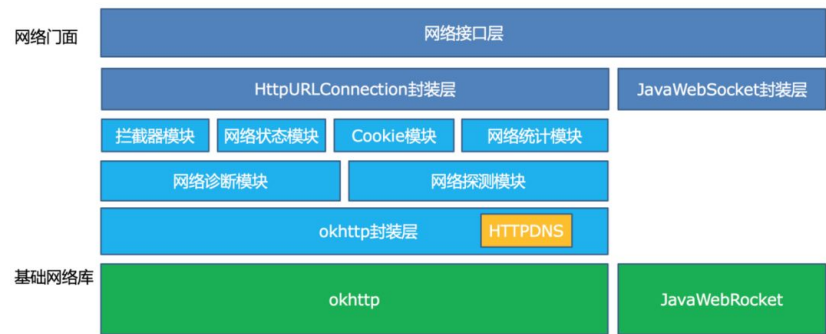 网络门面
网络接口层
HttpURLConnection封装层
JavaWebSocket封装层
拦截器模块
网络状态模块
Cookie模块
网络统计模块
网络诊断模块
网络探测模块
okhttp封装层
HTTPDNS
基础网络库
okhttp
JavaWebRocket